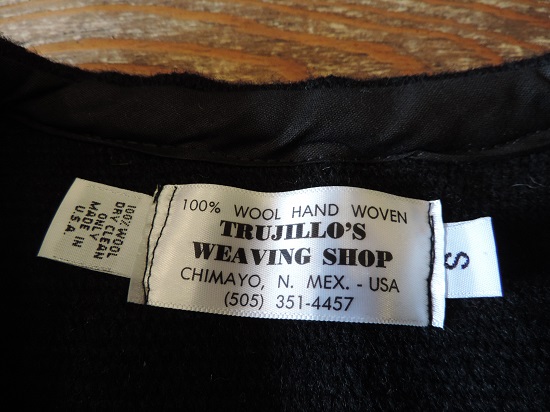 100% WOOL
DRY CLEAN
ONLY
MADE IN
U.S.A.
100% WOOL HAND WOVEN
TRUJILLO'S
WEAVING SHOP
CHIMAYO, N. MEX. - USA
(505) 351-4457
S